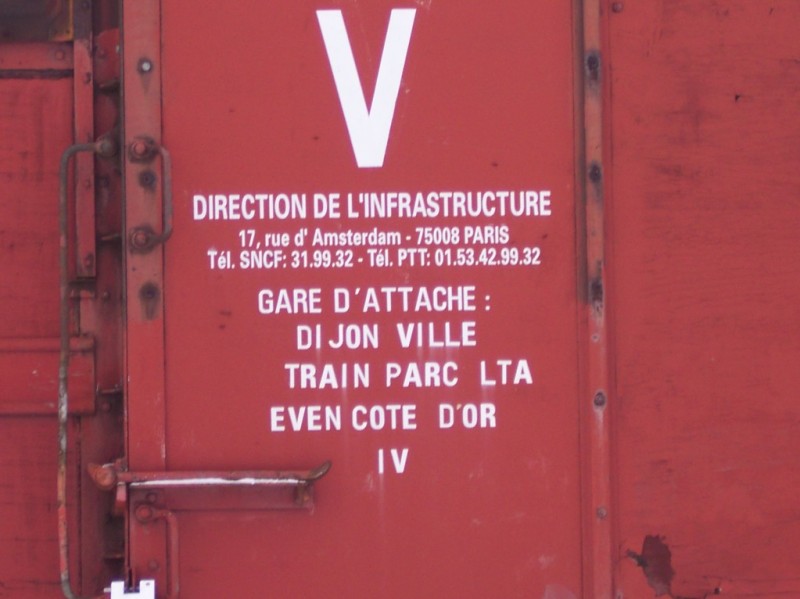 V
DIRECTION DE L'INFRASTRUCTURE
17, rue d' Amsterdam - 75008 PARIS
Tél. SNCF: 31.99.32 - Tél. PTT: 01.53.42.99.32
GARE D'ATTACHE :
DIJON VILLE
TRAIN PARC LTA
EVEN COTE D'OR
IV